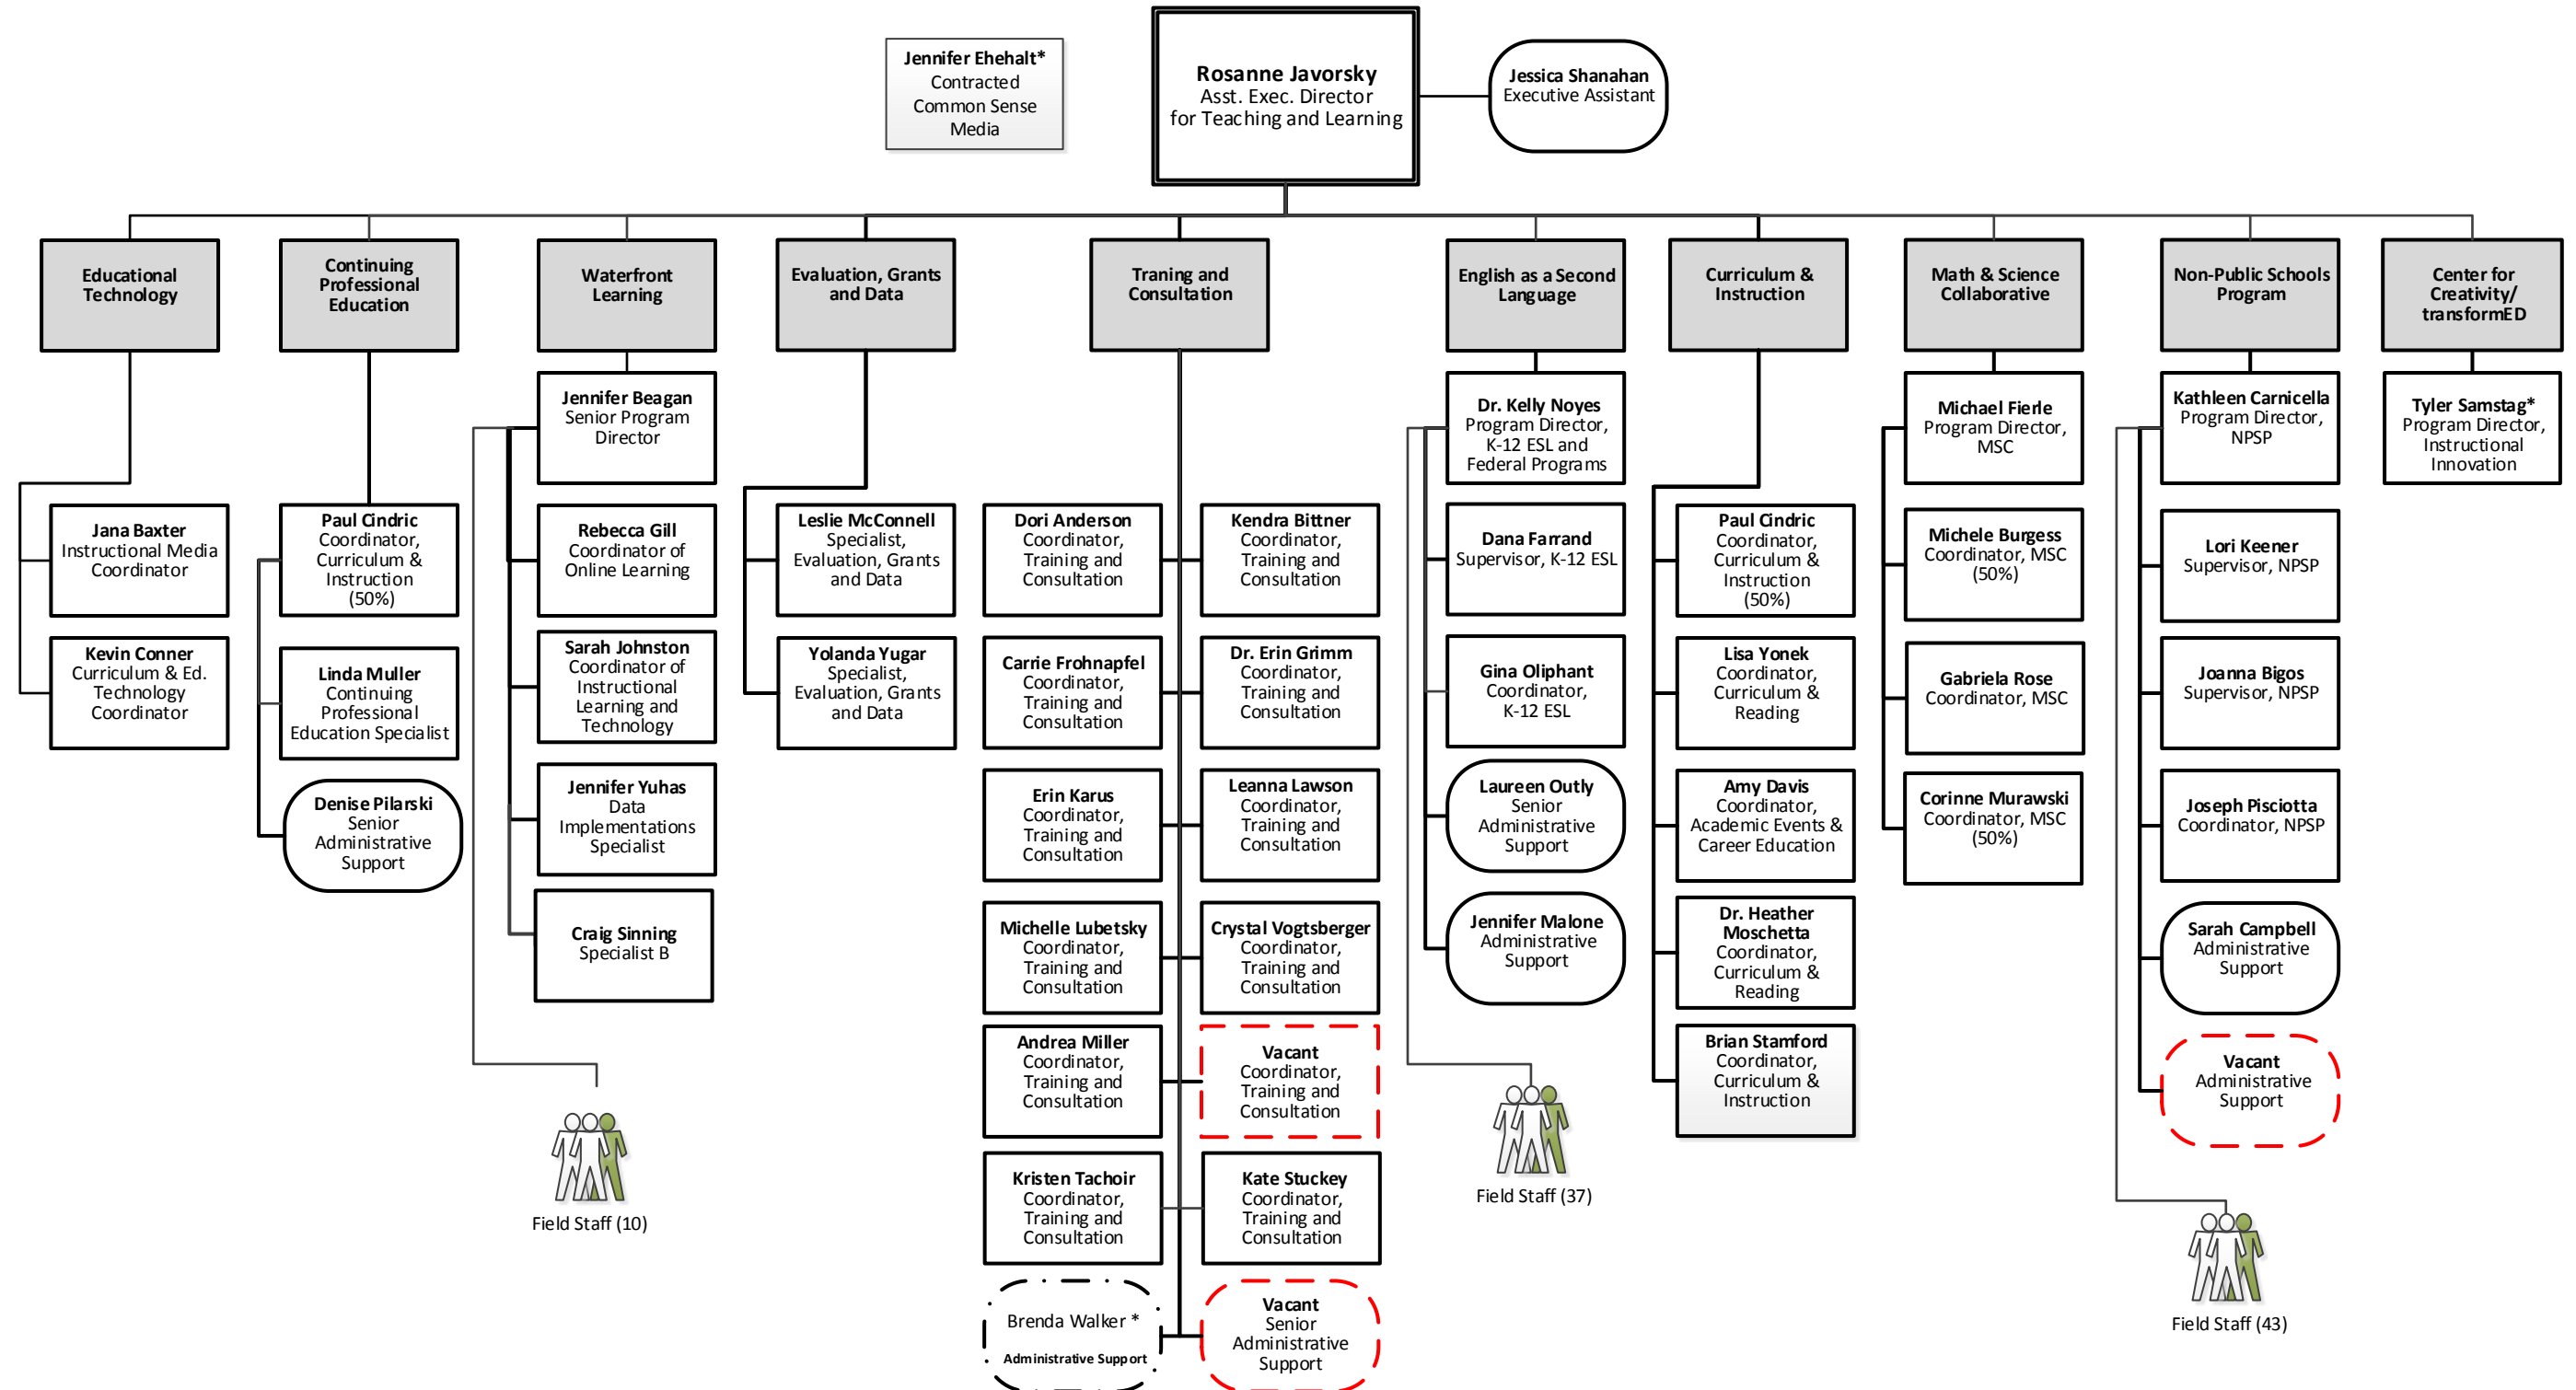 Jennifer Ehehalt*
Contracted
Common Sense
Media
Rosanne Javorsky
Asst. Exec. Director
for Teaching and Learning
Jessica Shanahan
Executive Assistant
Educational
Technology
Jana Baxter
Instructional Media
Coordinator
Kevin Conner
Curriculum & Ed.
Technology
Coordinator
Continuing
Professional
Education
Paul Cindric
Coordinator,
Curriculum &
Instruction
(50%)
Linda Muller
Continuing
Professional
Education Specialist
Denise Pilarski
Senior
Administrative
Support
Waterfront
Learning
Jennifer Beagan
Senior Program
Director
Rebecca Gill
Coordinator of
Online Learning
Sarah Johnston
Coordinator of
Instructional
Learning and
Technology
Jennifer Yuhas
Data
Implementations
Specialist
Craig Sinning
Specialist B
Field Staff (10)
Evaluation, Grants
and Data
Leslie McConnell
Specialist,
Evaluation, Grants
and Data
Yolanda Yugar
Specialist,
Evaluation, Grants
and Data
Traning and
Consultation
Dori Anderson
Coordinator,
Training and
Consultation
Kendra Bittner
Coordinator,
Training and
Consultation
Carrie Frohnapfel
Coordinator,
Training and
Consultation
Dr. Erin Grimm
Coordinator,
Training and
Consultation
Erin Karus
Coordinator,
Training and
Consultation
Leanna Lawson
Coordinator,
Training and
Consultation
Michelle Lubetsky
Coordinator,
Training and
Consultation
Crystal Vogtsberger
Coordinator,
Training and
Consultation
Andrea Miller
Coordinator,
Training and
Consultation
Vacant
Coordinator,
Training and
Consultation
Kristen Tachoir
Coordinator,
Training and
Consultation
Kate Stuckey
Coordinator,
Training and
Consultation
Brenda Walker *
Administrative Support
Vacant
Senior
Administrative
Support
English as a Second
Language
Dr. Kelly Noyes
Program Director,
K-12 ESL and
Federal Programs
Dana Farrand
Supervisor, K-12 ESL
Gina Oliphant
Coordinator,
K-12 ESL
Laureen Outly
Senior
Administrative
Support
Jennifer Malone
Administrative
Support
Field Staff (37)
Curriculum &
Instruction
Paul Cindric
Coordinator,
Curriculum &
Instruction
(50%)
Lisa Yonek
Coordinator,
Curriculum &
Reading
Amy Davis
Coordinator,
Academic Events &
Career Education
Dr. Heather
Moschetta
Coordinator,
Curriculum &
Reading
Brian Stamford
Coordinator,
Curriculum &
Instruction
Math & Science
Collaborative
Michael Fierle
Program Director,
MSC
Michele Burgess
Coordinator, MSC
(50%)
Gabriela Rose
Coordinator, MSC
Corinne Murawski
Coordinator, MSC
(50%)
Non-Public Schools
Program
Kathleen Carnicella
Program Director,
NPSP
Lori Keener
Supervisor, NPSP
Joanna Bigos
Supervisor, NPSP
Joseph Pisciotta
Coordinator, NPSP
Sarah Campbell
Administrative
Support
Vacant
Administrative
Support
Field Staff (43)
Center for
Creativity/
transformED
Tyler Samstag*
Program Director,
Instructional
Innovation